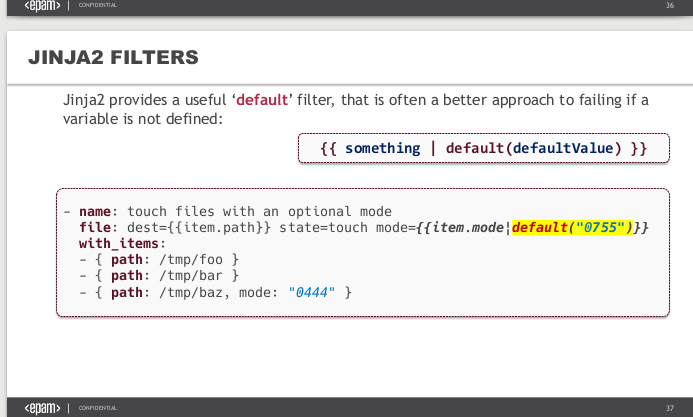 <epam> | CONFIDENTIAL 36
JINJA2 FILTERS
Jinja2 provides a useful ‘default’ filter, that is often a better approach to failing if a
variable is not defined:
{{ something | default(defaultValue) }}
- name: touch files with an optional mode
file: dest={{item.path}} state=touch mode={{item.mode|default("0755")}}
with_items:
- { path: /tmp/foo }
- { path: /tmp/bar }
- { path: /tmp/baz, mode: "0444" }
<epam> | CONFIDENTIAL 37